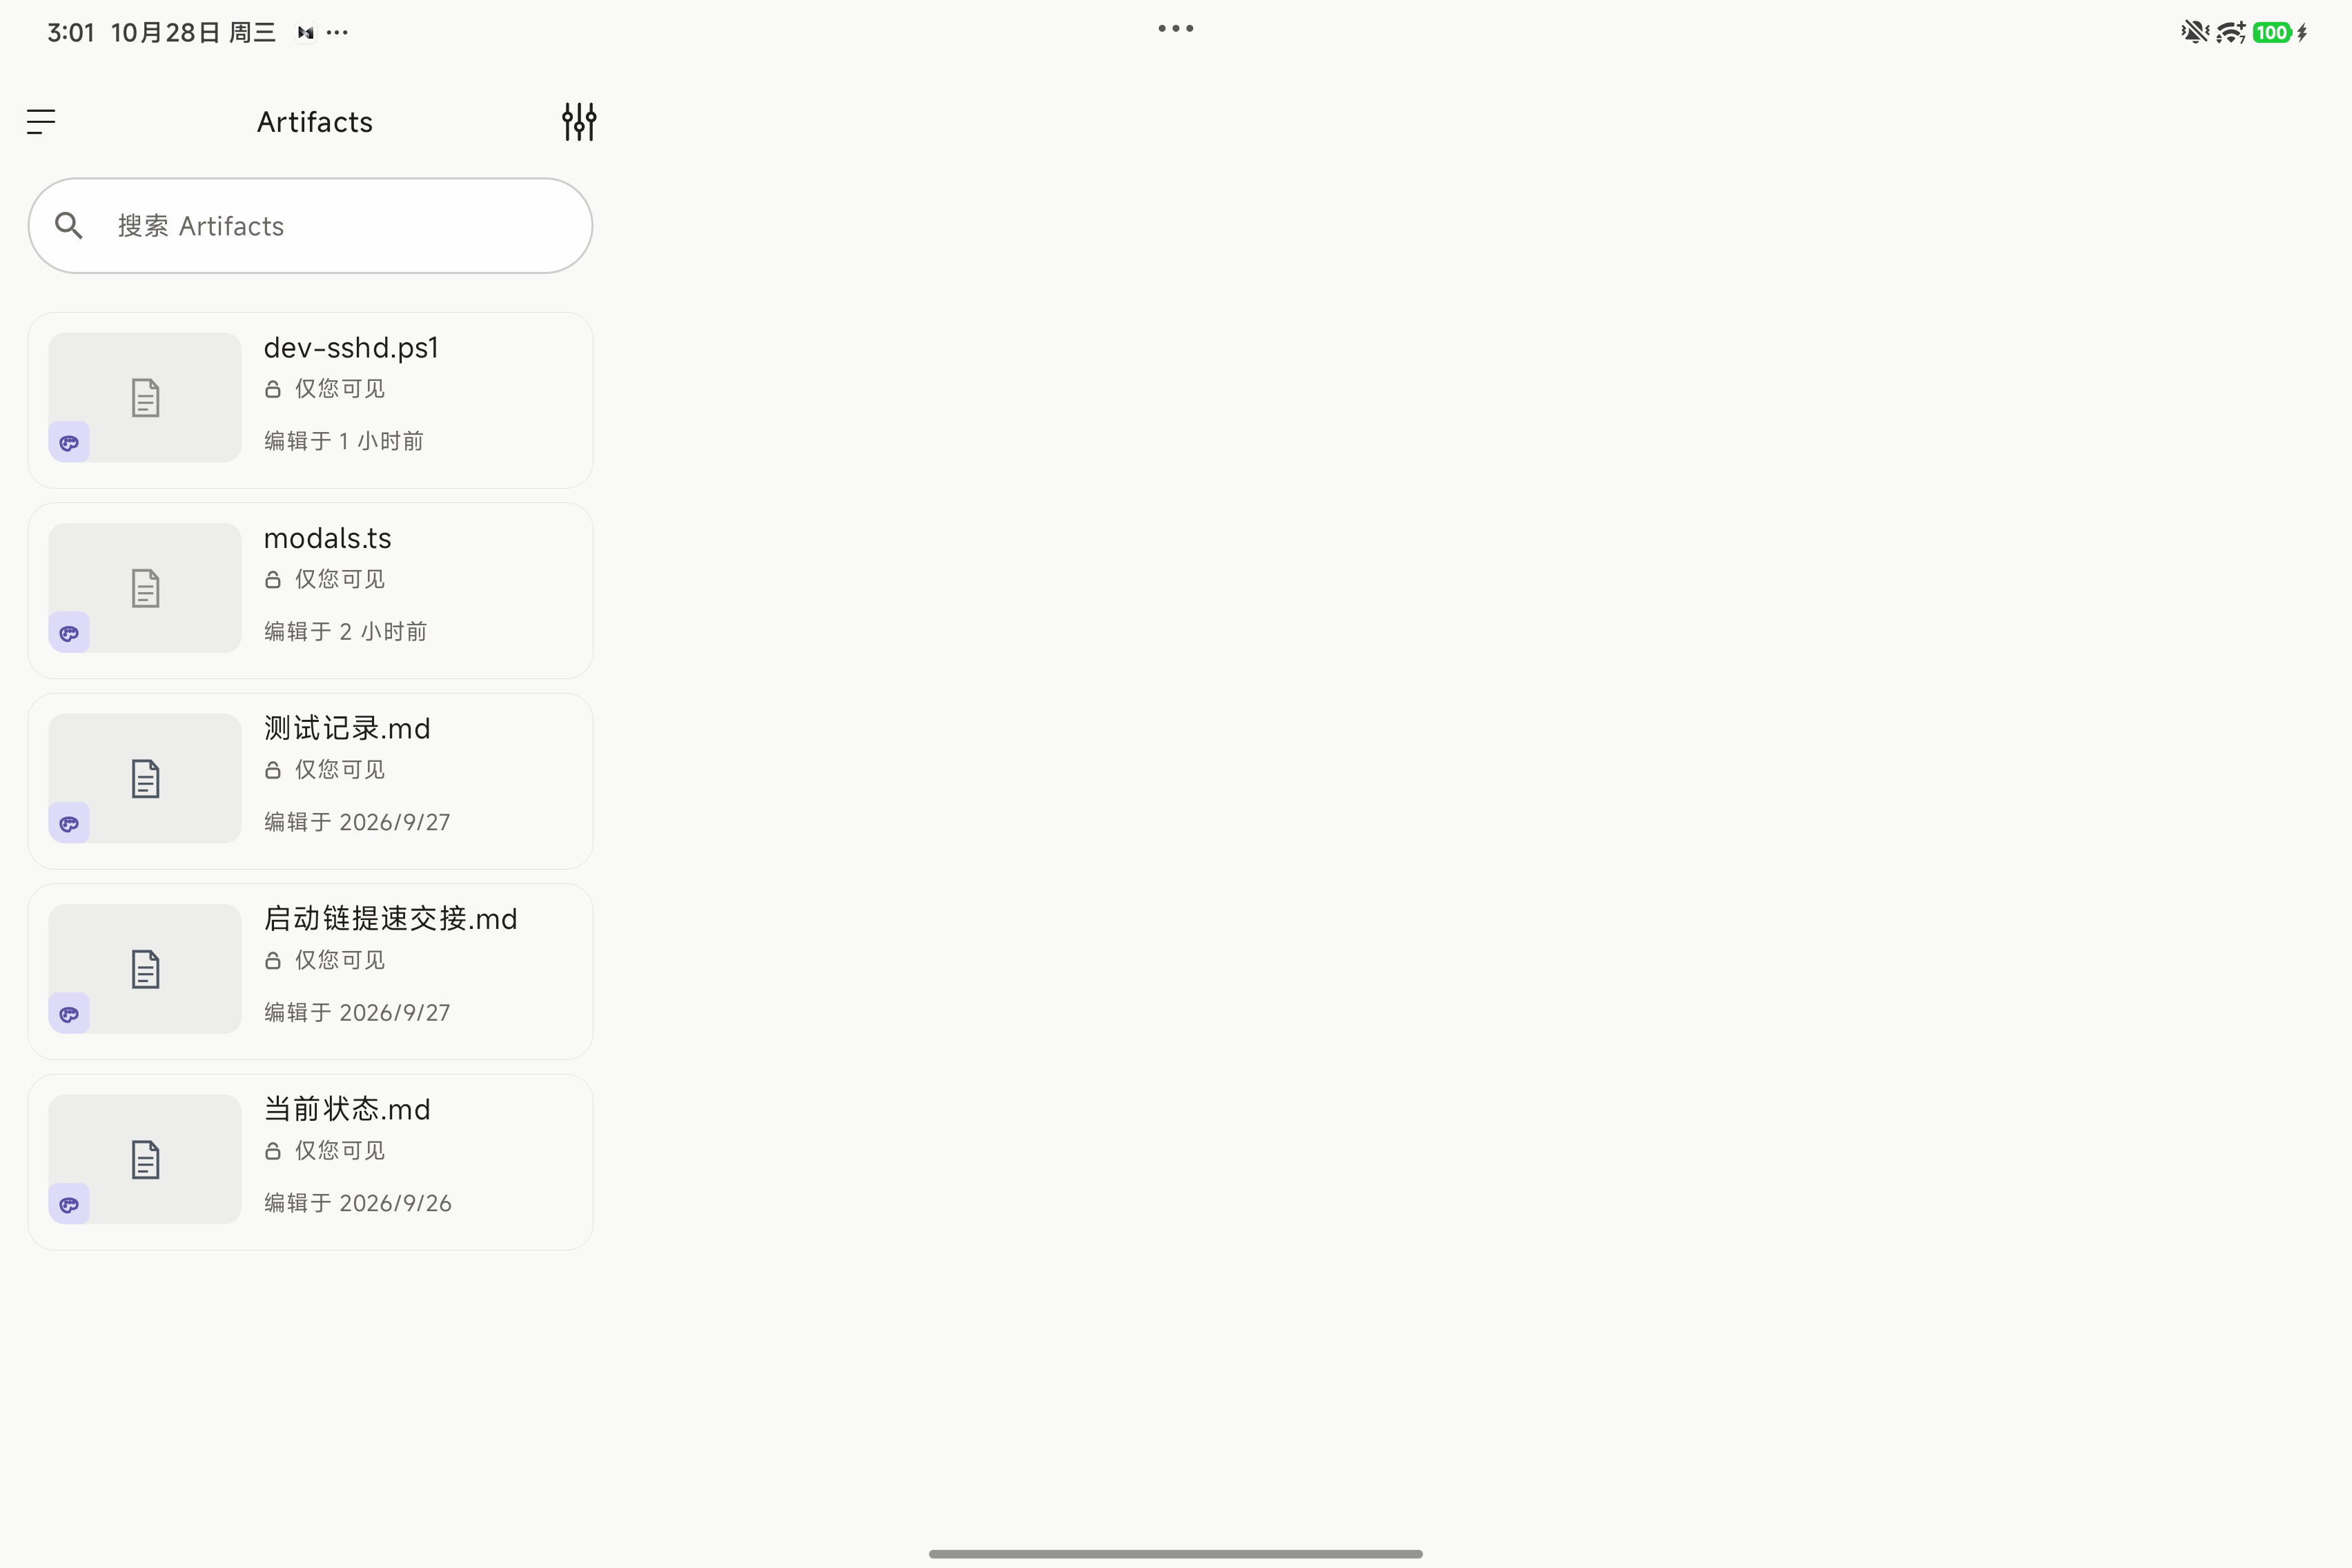 3:01 10月28日 周三
100
Artifacts
搜索 Artifacts
dev-sshd.ps1
仅您可见
编辑于 1 小时前
modals.ts
仅您可见
编辑于 2 小时前
测试记录.md
仅您可见
编辑于 2026/9/27
启动链提速交接.md
仅您可见
编辑于 2026/9/27
当前状态.md
仅您可见
编辑于 2026/9/26